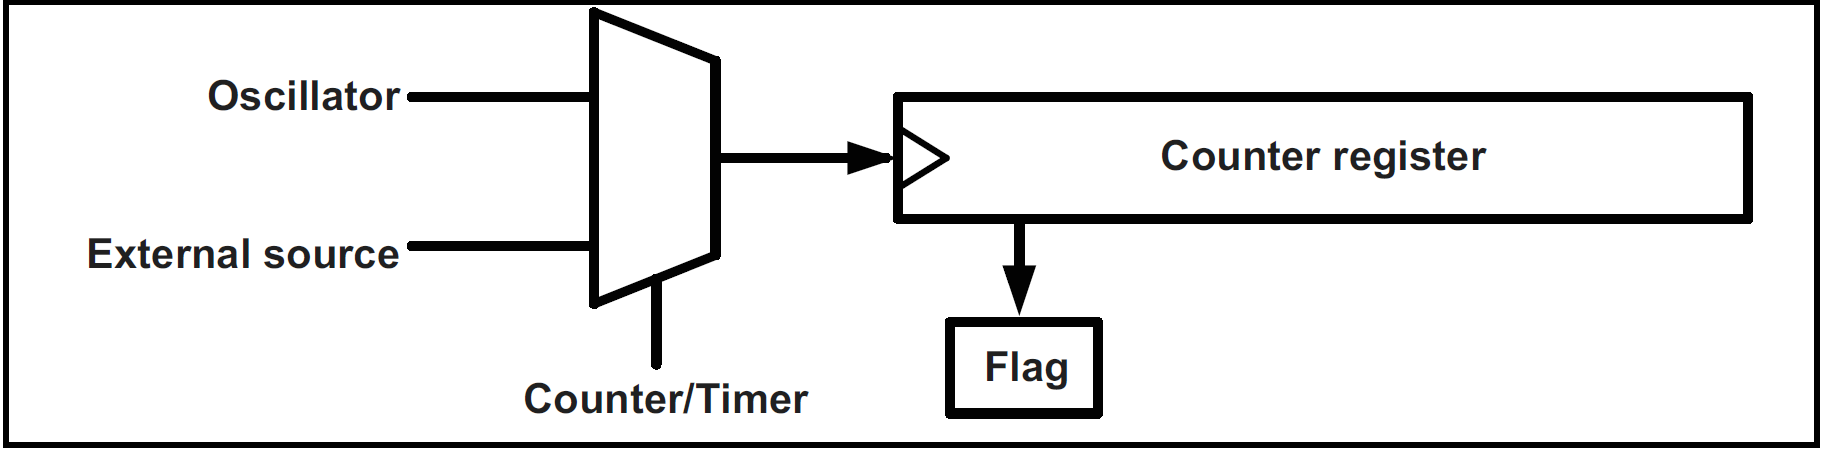 Oscillator
External source
Counter/Timer
Counter register
Flag